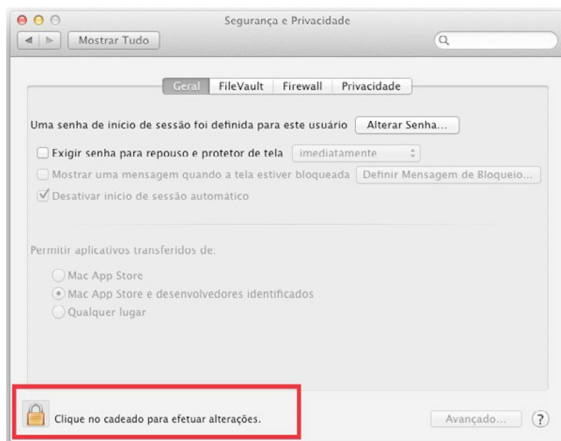 Segurança e Privacidade
Mostrar Tudo
Geral FileVault Firewall Privacidade
Uma senha de início de sessão foi definida para este usuário Alterar Senha...
Exigir senha para repouso e protetor de tela imediatamente
Mostrar uma mensagem quando a tela estiver bloqueada Definir Mensagem de Bloqueio...
Desativar início de sessão automático
Permitir aplicativos transferidos de:
Mac App Store
Mac App Store e desenvolvedores identificados
Qualquer lugar
Clique no cadeado para efetuar alterações.
Avançado... ?